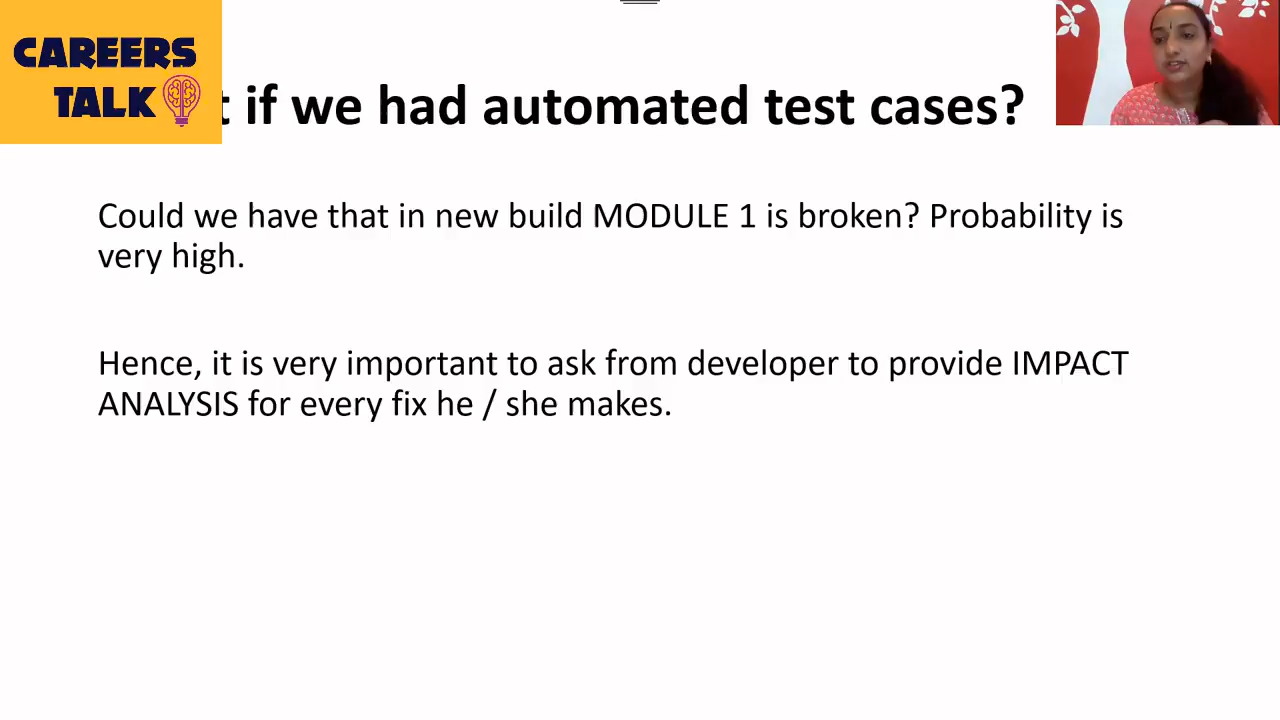 CAREERS
TALK
t if we had automated test cases?
Could we have that in new build MODULE 1 is broken? Probability is
very high.
Hence, it is very important to ask from developer to provide IMPACT
ANALYSIS for every fix he / she makes.